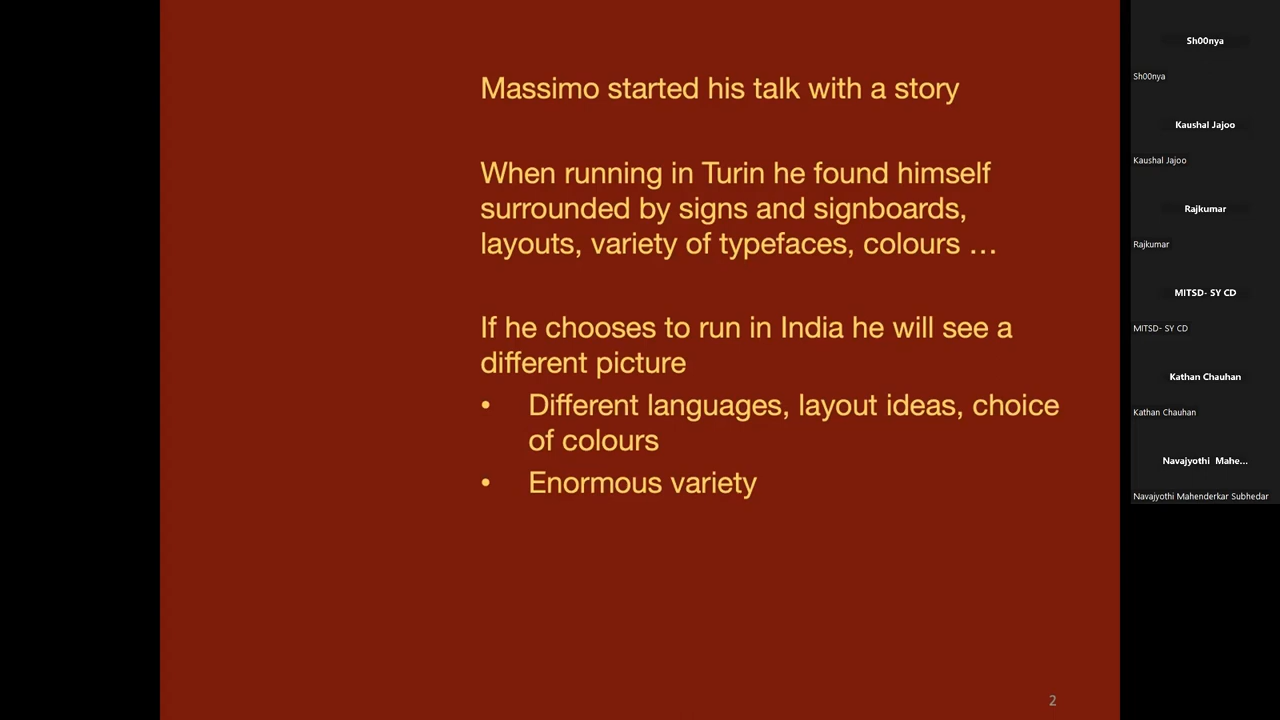 Massimo started his talk with a story
When running in Turin he found himself
surrounded by signs and signboards,
layouts, variety of typefaces, colours …
If he chooses to run in India he will see a
different picture
• Different languages, layout ideas, choice
of colours
• Enormous variety
2
Sh00nya
Sh00nya
Kaushal Jajoo
Kaushal Jajoo
Rajkumar
Rajkumar
MITSD- SY CD
MITSD- SY CD
Kathan Chauhan
Kathan Chauhan
Navajyothi Mahe...
Navajyothi Mahenderkar Subhedar